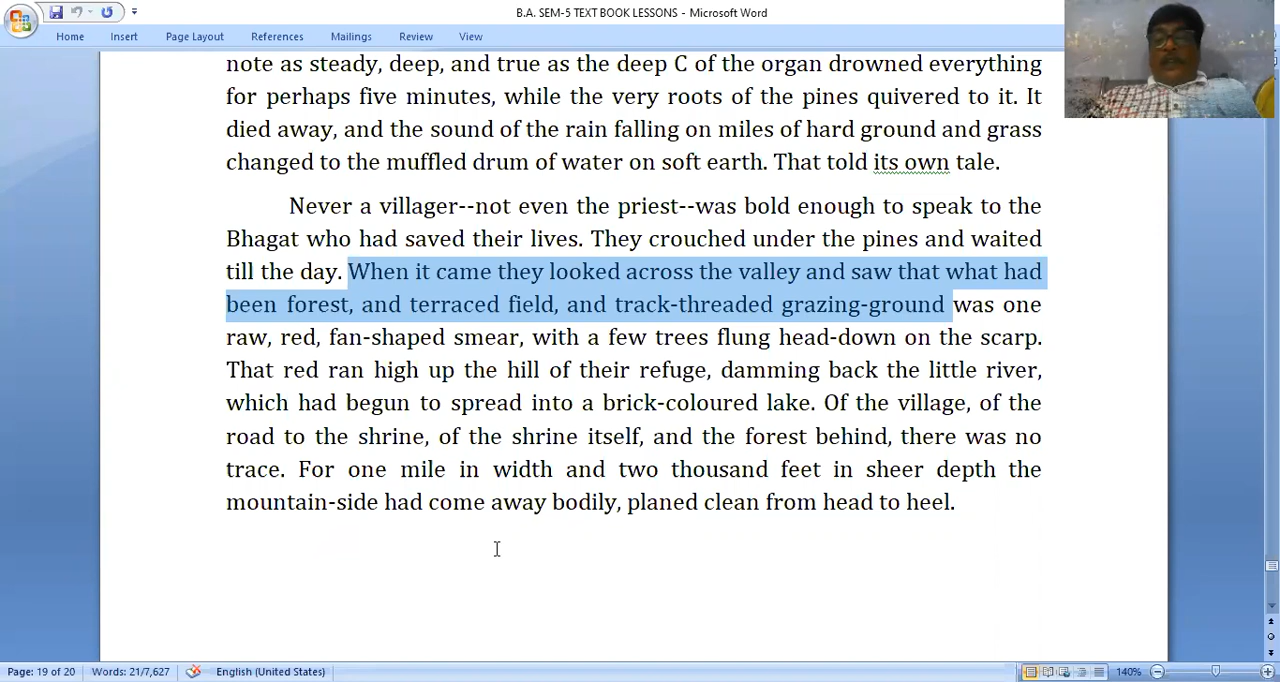 B.A. SEM-5 TEXT BOOK LESSONS - Microsoft Word
Home Insert Page Layout References Mailings Review View
note as steady, deep, and true as the deep C of the organ drowned everything
for perhaps five minutes, while the very roots of the pines quivered to it. It
died away, and the sound of the rain falling on miles of hard ground and grass
changed to the muffled drum of water on soft earth. That told its own tale.
Never a villager--not even the priest--was bold enough to speak to the
Bhagat who had saved their lives. They crouched under the pines and waited
till the day. When it came they looked across the valley and saw that what had
been forest, and terraced field, and track-threaded grazing-ground was one
raw, red, fan-shaped smear, with a few trees flung head-down on the scarp.
That red ran high up the hill of their refuge, damming back the little river,
which had begun to spread into a brick-coloured lake. Of the village, of the
road to the shrine, of the shrine itself, and the forest behind, there was no
trace. For one mile in width and two thousand feet in sheer depth the
mountain-side had come away bodily, planed clean from head to heel.
Page: 19 of 20 Words: 21/7,627 English (United States) 140%